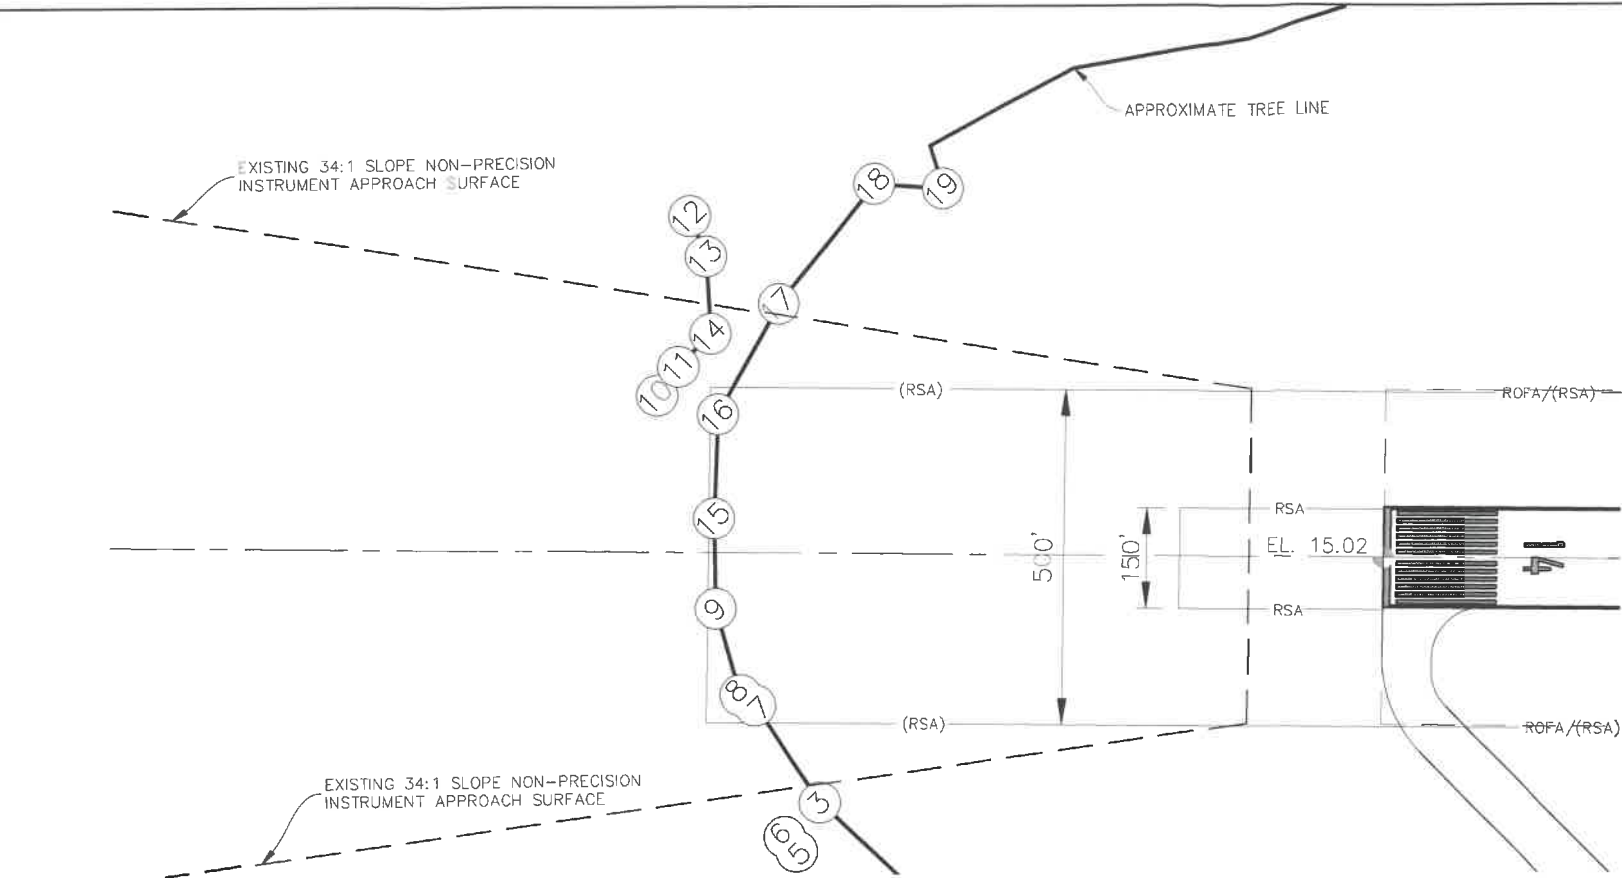 APPROXIMATE TREE LINE
EXISTING 34:1 SLOPE NON-PRECISION
INSTRUMENT APPROACH SURFACE
18
19
12
13
17
14
11
10
16
(RSA)
ROFA/(RSA)
15
RSA
EL. 15.02
500'
150'
4
9
RSA
8
7
(RSA)
ROFA/(RSA)
EXISTING 34:1 SLOPE NON-PRECISION
INSTRUMENT APPROACH SURFACE
3
6
5